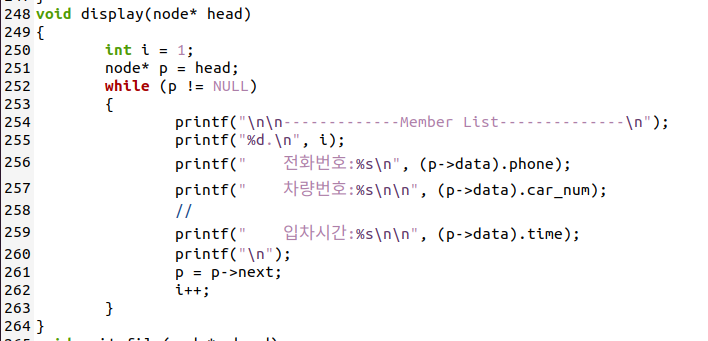 248 void display(node* head)
249 {
250         int i = 1;
251         node* p = head;
252         while (p != NULL)
253         {
254                 printf("\n\n-------------Member List--------------\n");
255                 printf("%d.\n", i);
256                 printf("    전화번호:%s\n", (p->data).phone);
257                 printf("    차량번호:%s\n\n", (p->data).car_num);
258                 //
259                 printf("    입차시간:%s\n\n", (p->data).time);
260                 printf("\n");
261                 p = p->next;
262                 i++;
263         }
264 }